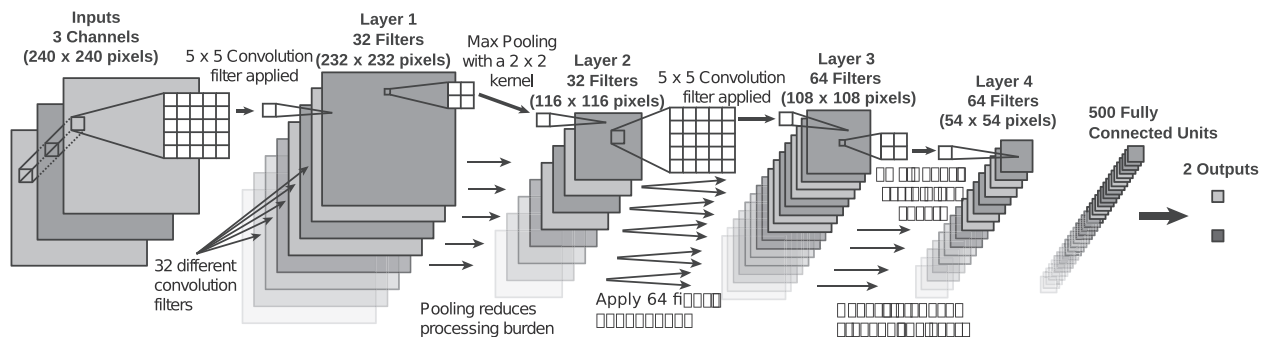 Inputs
3 Channels
(240 x 240 pixels)
5 x 5 Convolution
filter applied
Layer 1
32 Filters
(232 x 232 pixels)
Max Pooling
with a 2 x 2
kernel
Layer 2
32 Filters
(116 x 116 pixels)
5 x 5 Convolution
filter applied
Layer 3
64 Filters
(108 x 108 pixels)
Layer 4
64 Filters
(54 x 54 pixels)
500 Fully
Connected Units
2 Outputs
32 different
convolution
filters
Pooling reduces
processing burden
Apply 64